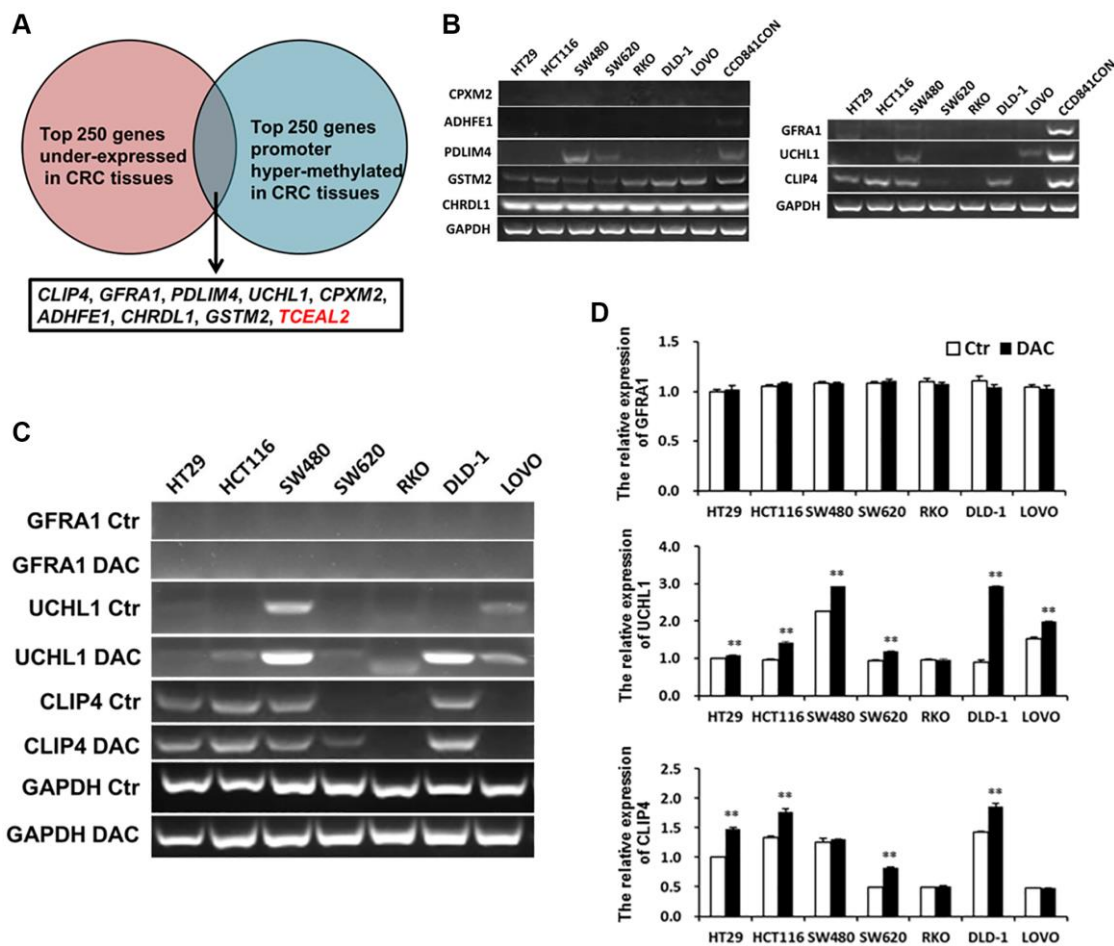 A
Top 250 genes
under-expressed
in CRC tissues
Top 250 genes
promoter
hyper-methylated
in CRC tissues
CLIP4, GFRA1, PDLIM4, UCHL1, CPXM2,
ADHFE1, CHRDL1, GSTM2, TCEAL2
B
HT29 HCT116 SW480 SW620 RKO DLD-1 LOVO CCD841CON
CPXM2
ADHFE1
PDLIM4
GSTM2
CHRDL1
GAPDH
HT29 HCT116 SW480 SW620 RKO DLD-1 LOVO CCD841CON
GFRA1
UCHL1
CLIP4
GAPDH
C
HT29 HCT116 SW480 SW620 RKO DLD-1 LOVO
GFRA1 Ctr
GFRA1 DAC
UCHL1 Ctr
UCHL1 DAC
CLIP4 Ctr
CLIP4 DAC
GAPDH Ctr
GAPDH DAC
D
Ctr DAC
The relative expression
of GFRA1
1.5
1.0
0.5
0.0
HT29 HCT116 SW480 SW620 RKO DLD-1 LOVO
The relative expression
of UCHL1
4.0
3.0
2.0
1.0
0.0
** ** ** ** ** **
HT29 HCT116 SW480 SW620 RKO DLD-1 LOVO
The relative expression
of CLIP4
2.0
1.5
1.0
0.5
0.0
** ** ** **
HT29 HCT116 SW480 SW620 RKO DLD-1 LOVO